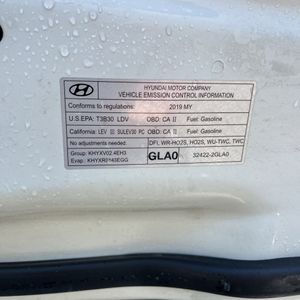 HYUNDAI MOTOR COMPANY
VEHICLE EMISSION CONTROL INFORMATION
Conforms to regulations: 2019 MY
U.S.EPA: T3B30 LDV OBD: CA II Fuel: Gasoline
California: LEV III SULEV30 PC OBD: CA II Fuel: Gasoline
No adjustments needed. DFI, WR-HO2S, HO2S, WU-TWC, TWC
Group: KHYXV02.4EH3
Evap: GLA0 32422-2GLA0